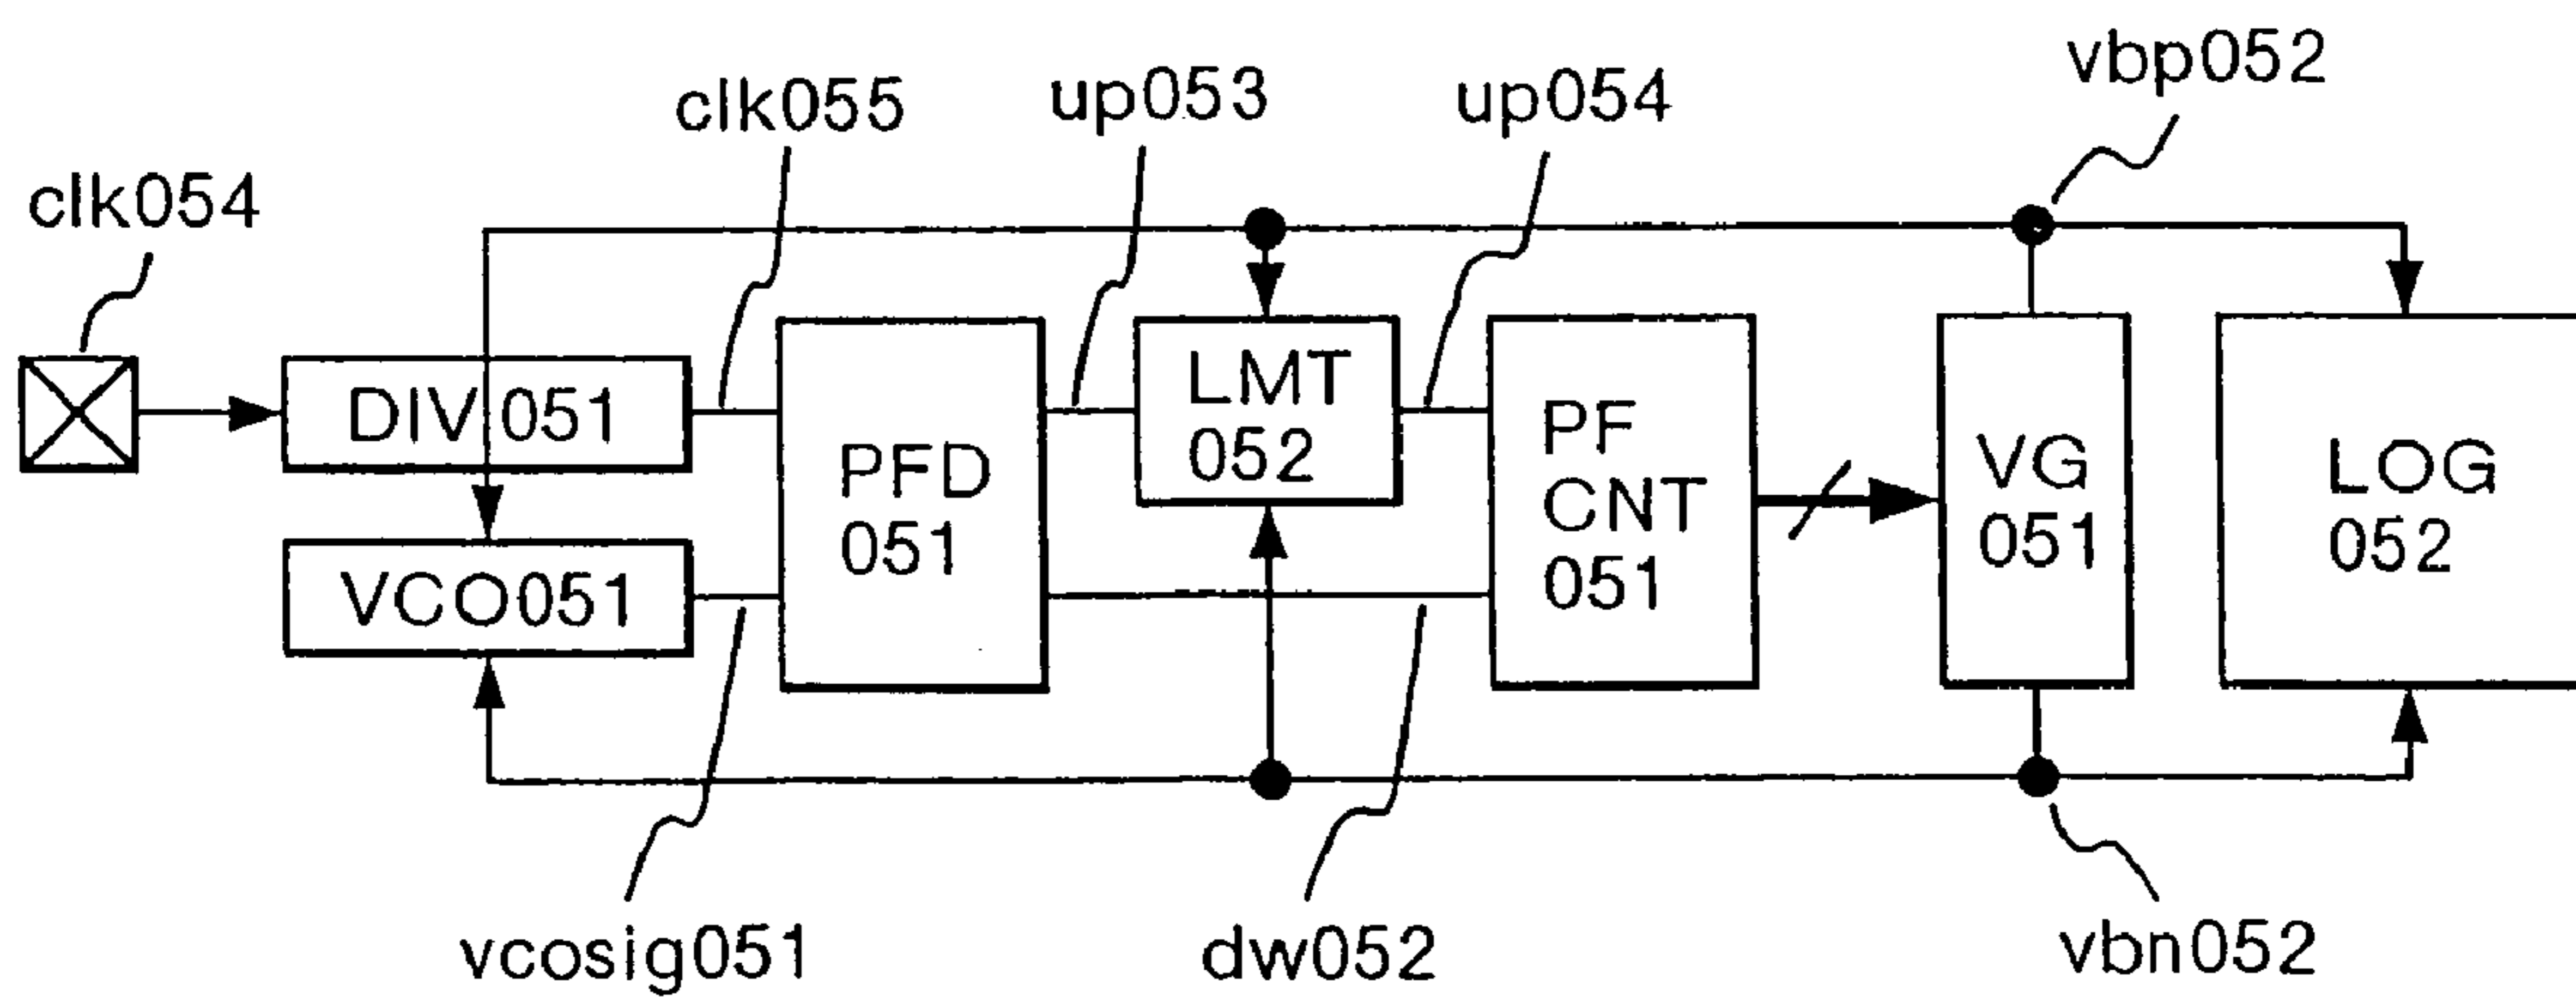 vbp052
clk055
up053
up054
clk054
DIV 051
PFD
051
LMT
052
PF
CNT
051
VG
051
LOG
052
VCO051
vcosig051
dw052
vbn052